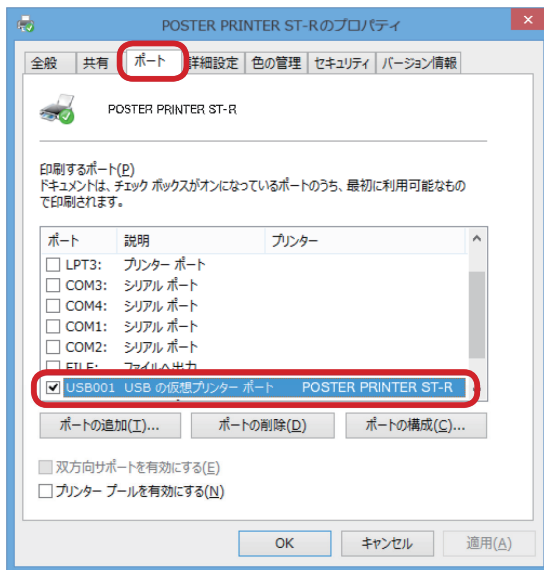 POSTER PRINTER ST-Rのプロパティ
全般 共有 ポート 詳細設定 色の管理 セキュリティ バージョン情報
POSTER PRINTER ST-R
印刷するポート(P)
ドキュメントは、チェック ボックスがオンになっているポートのうち、最初に利用可能なもの
で印刷されます。
ポート 説明 プリンター
LPT3: プリンター ポート
COM3: シリアル ポート
COM4: シリアル ポート
COM1: シリアル ポート
COM2: シリアル ポート
FILE: ファイルへ出力
USB001 USB の仮想プリンター ポート POSTER PRINTER ST-R
ポートの追加(T)... ポートの削除(D) ポートの構成(C)...
双方向サポートを有効にする(E)
プリンター プールを有効にする(N)
OK キャンセル 適用(A)